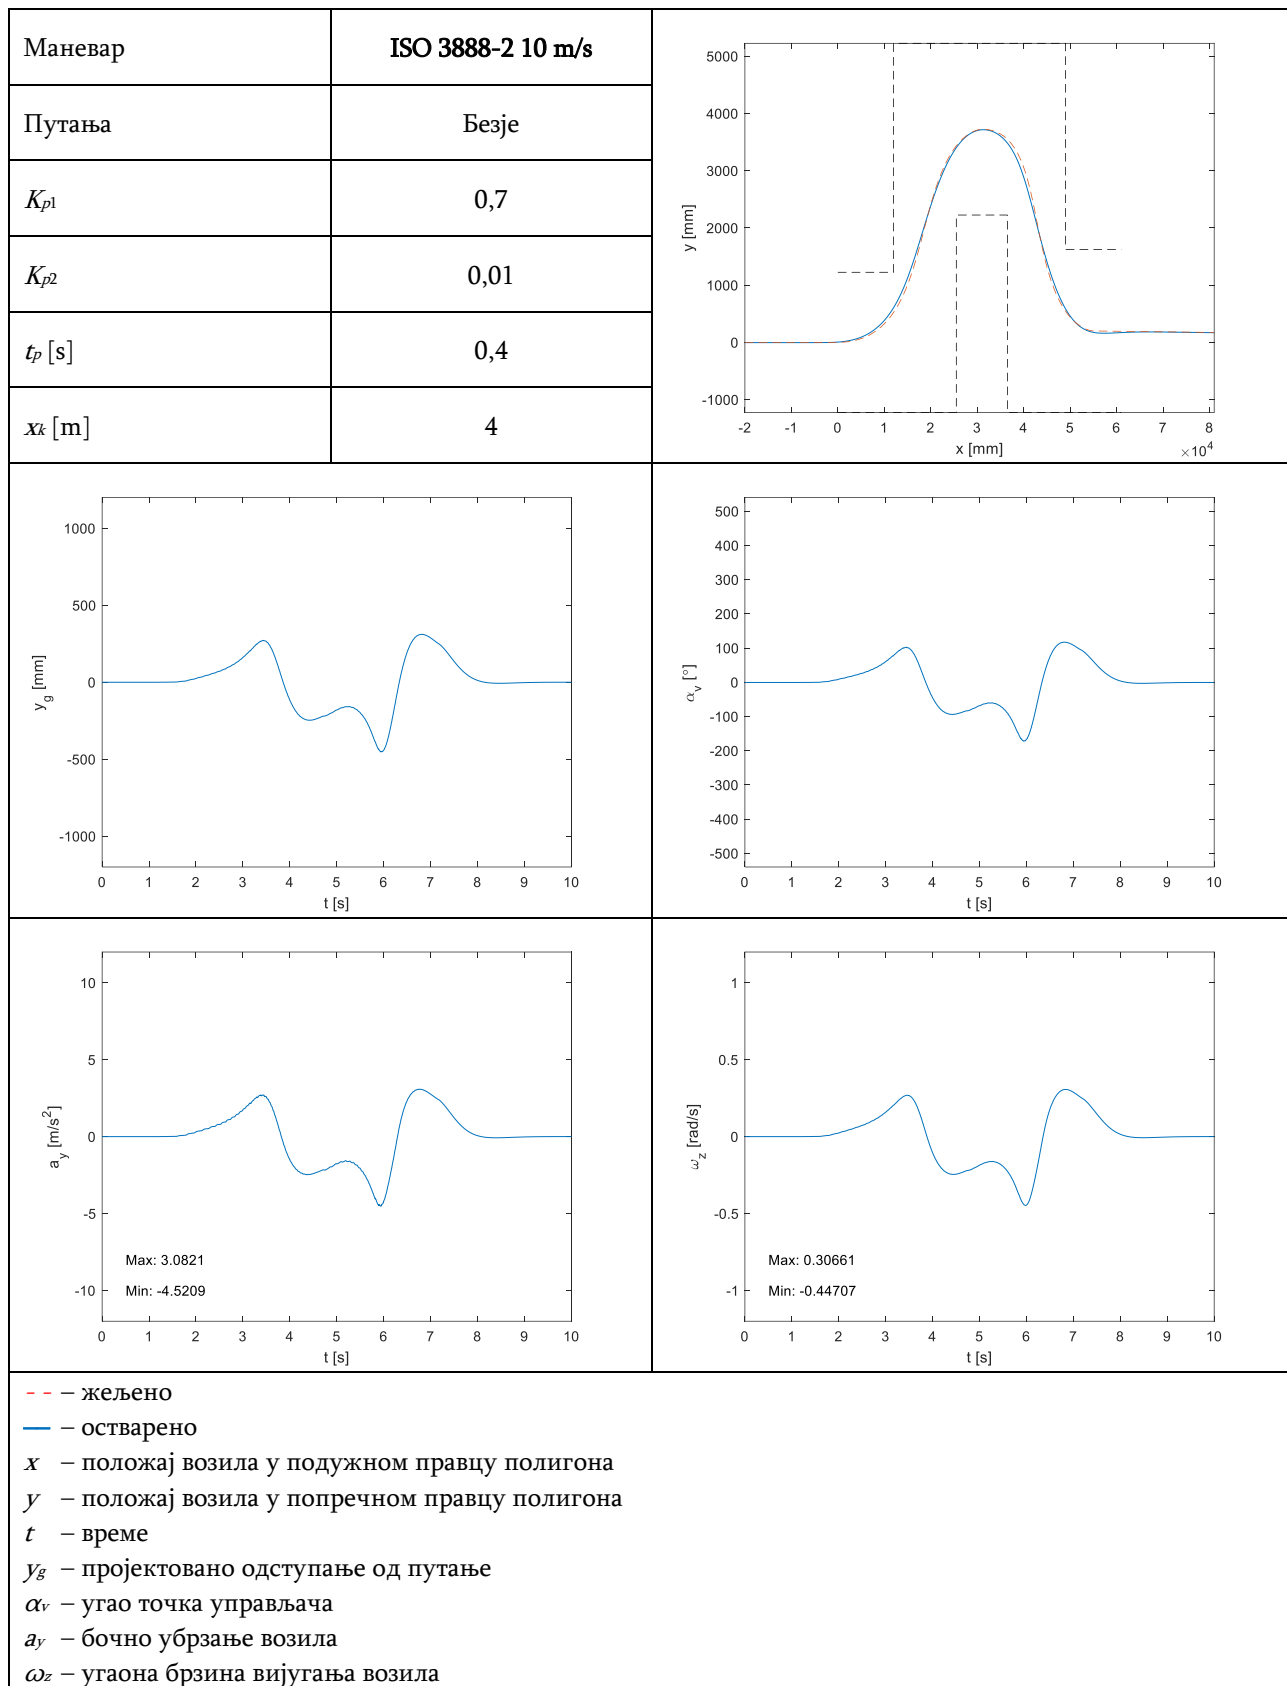 Маневар ISO 3888-2 10 m/s
Путања Безје
Kp1 0,7
Kp2 0,01
tp [s] 0,4
xk [m] 4
5000
4000
3000
2000
1000
0
-1000
y [mm]
-2 -1 0 1 2 3 4 5 6 7 8
x [mm] ×10^4
1000
500
0
-500
-1000
y_g [mm]
0 1 2 3 4 5 6 7 8 9 10
t [s]
500
400
300
200
100
0
-100
-200
-300
-400
-500
α_v [°]
0 1 2 3 4 5 6 7 8 9 10
t [s]
10
5
0
-5
-10
a_y [m/s^2]
Max: 3.0821
Min: -4.5209
0 1 2 3 4 5 6 7 8 9 10
t [s]
1
0.5
0
-0.5
-1
ω_z [rad/s]
Max: 0.30661
Min: -0.44707
0 1 2 3 4 5 6 7 8 9 10
t [s]
– жељено
– остварено
x – положај возила у подужном правцу полигона
y – положај возила у попречном правцу полигона
t – време
yg – пројектовано одступање од путање
αv – угао точка управљача
ay – бочно убрзање возила
ωz – угаона брзина вијугања возила